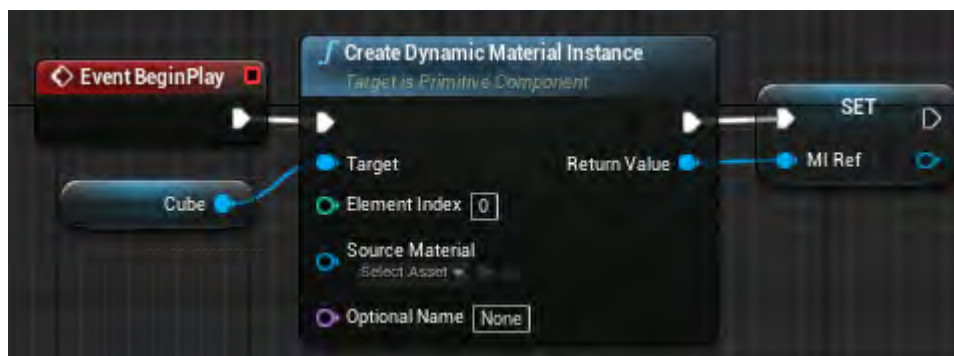 Event BeginPlay
Create Dynamic Material Instance
Target is Primitive Component
SET
Target
Return Value
MI Ref
Cube
Element Index 0
Source Material
Select Asset
Optional Name None